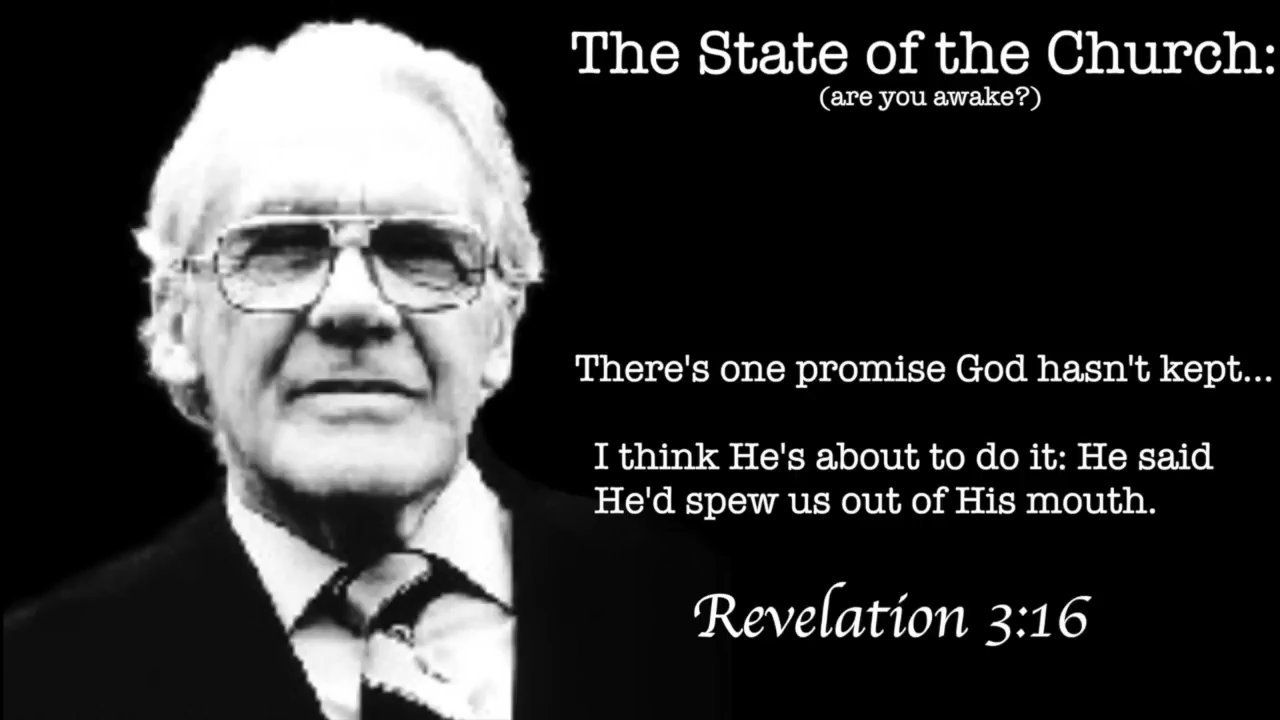 The State of the Church:
(are you awake?)
There's one promise God hasn't kept...
I think He's about to do it: He said
He'd spew us out of His mouth.
Revelation 3:16